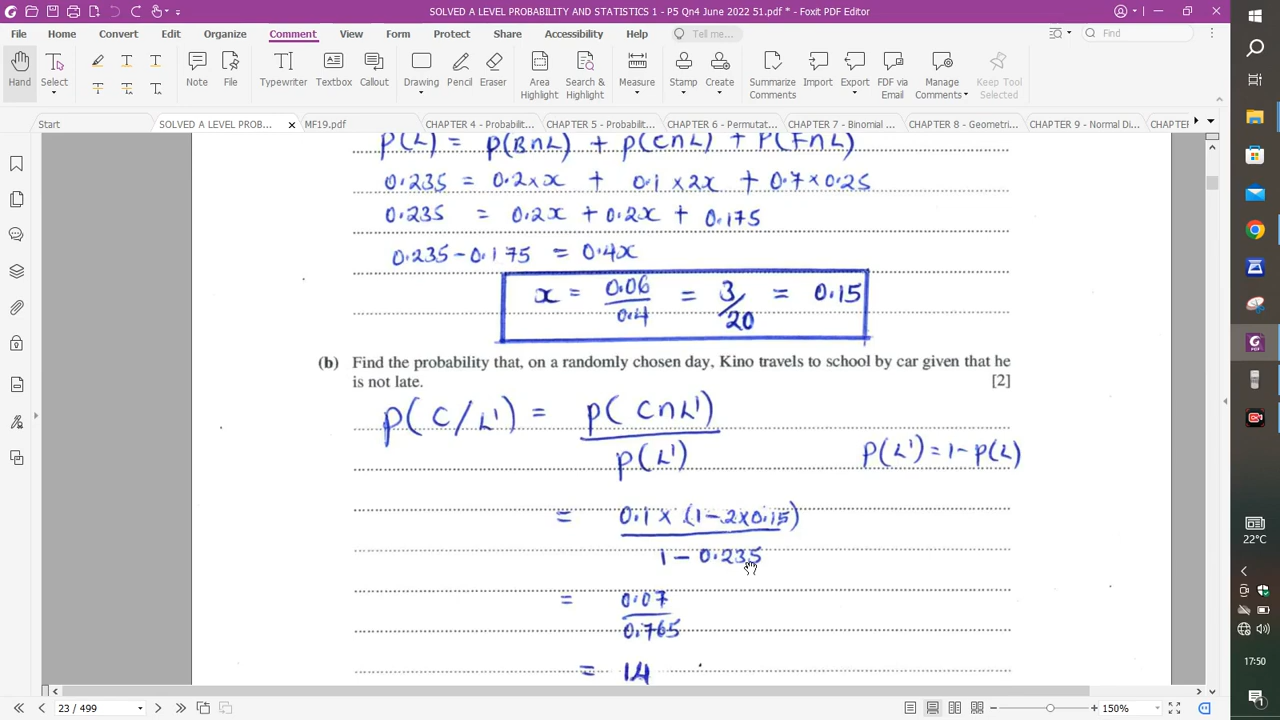 SOLVED A LEVEL PROBABILITY AND STATISTICS 1 - P5 Qn4 June 2022 51.pdf * - Foxit PDF Editor
File Home Convert Edit Organize Comment View Form Protect Share Accessibility Help Tell me... Find
Hand Select Note File Typewriter Textbox Callout Drawing Pencil Eraser Area Highlight Search & Highlight Measure Stamp Create Summarize Comments Import Export FDF via Email Manage Comments Keep Tool Selected
Start SOLVED A LEVEL PROB... MF19.pdf CHAPTER 4 - Probabilit... CHAPTER 5 - Probabilit... CHAPTER 6 - Permutat... CHAPTER 7 - Binomial ... CHAPTER 8 - Geometri... CHAPTER 9 - Normal Di... CHAPTE
P(L) = P(B∩L) + P(C∩L) + P(F∩L)
0.235 = 0.2×x + 0.1×2x + 0.7×0.25
0.235 = 0.2x + 0.2x + 0.175
0.235-0.175 = 0.4x
x = 0.06/0.4 = 3/20 = 0.15
(b) Find the probability that, on a randomly chosen day, Kino travels to school by car given that he
is not late. [2]
P(C/L') = P(C∩L')
P(L')
P(L') = 1-P(L)
= 0.1 × (1-2×0.15)
1 - 0.235
= 0.07
0.765
= 14
23 / 499 150%
22°C
17:50